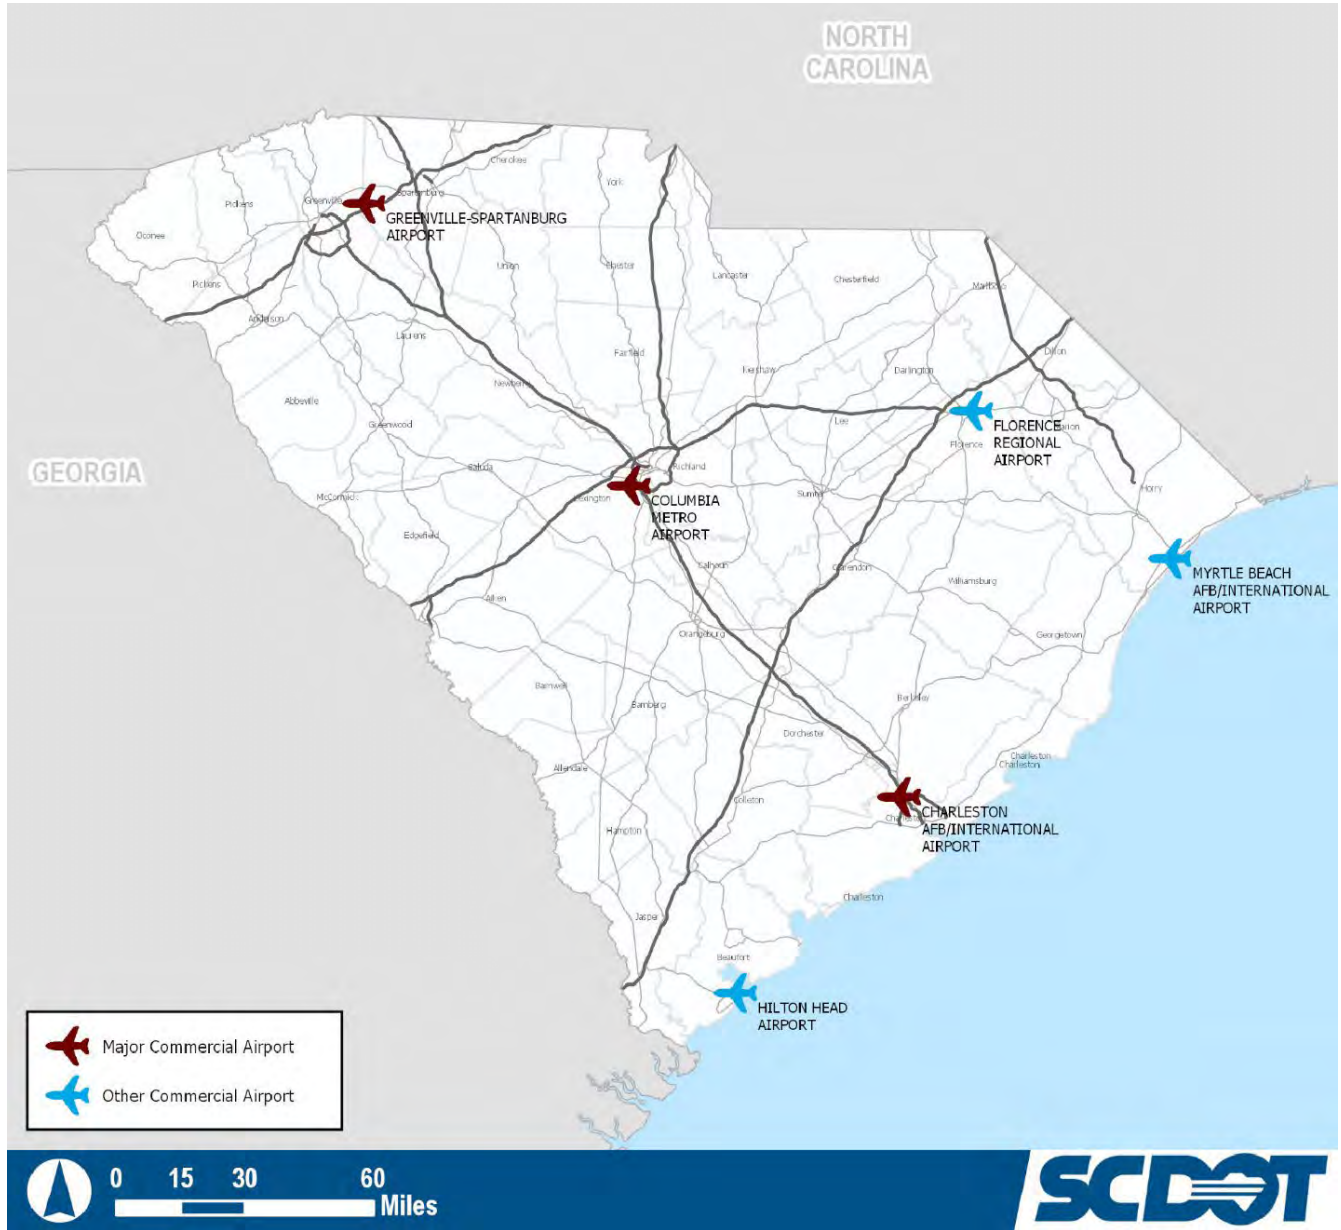 NORTH
CAROLINA
Cherokee
York
Spartanburg
Pickens
Greenville
GREENVILLE-SPARTANBURG
AIRPORT
Oconee
Union
Chester
Lancaster
Chesterfield
Marlboro
Pickens
Anderson
Laurens
Fairfield
Kershaw
Darlington
Dillon
Newberry
Abbeville
Greenwood
Lee
FLORENCE
REGIONAL
AIRPORT
Florence
GEORGIA
Saluda
Richland
McCormick
Lexington
COLUMBIA
METRO
AIRPORT
Horry
Edgefield
Calhoun
Clarendon
Williamsburg
MYRTLE BEACH
AFB/INTERNATIONAL
AIRPORT
Aiken
Orangeburg
Georgetown
Barnwell
Bamberg
Berkeley
Dorchester
Charleston
Charleston
Allendale
Colleton
Hampton
CHARLESTON
AFB/INTERNATIONAL
AIRPORT
Charleston
Jasper
Beaufort
HILTON HEAD
AIRPORT
Major Commercial Airport
Other Commercial Airport
0 15 30 60
Miles
SCDOT